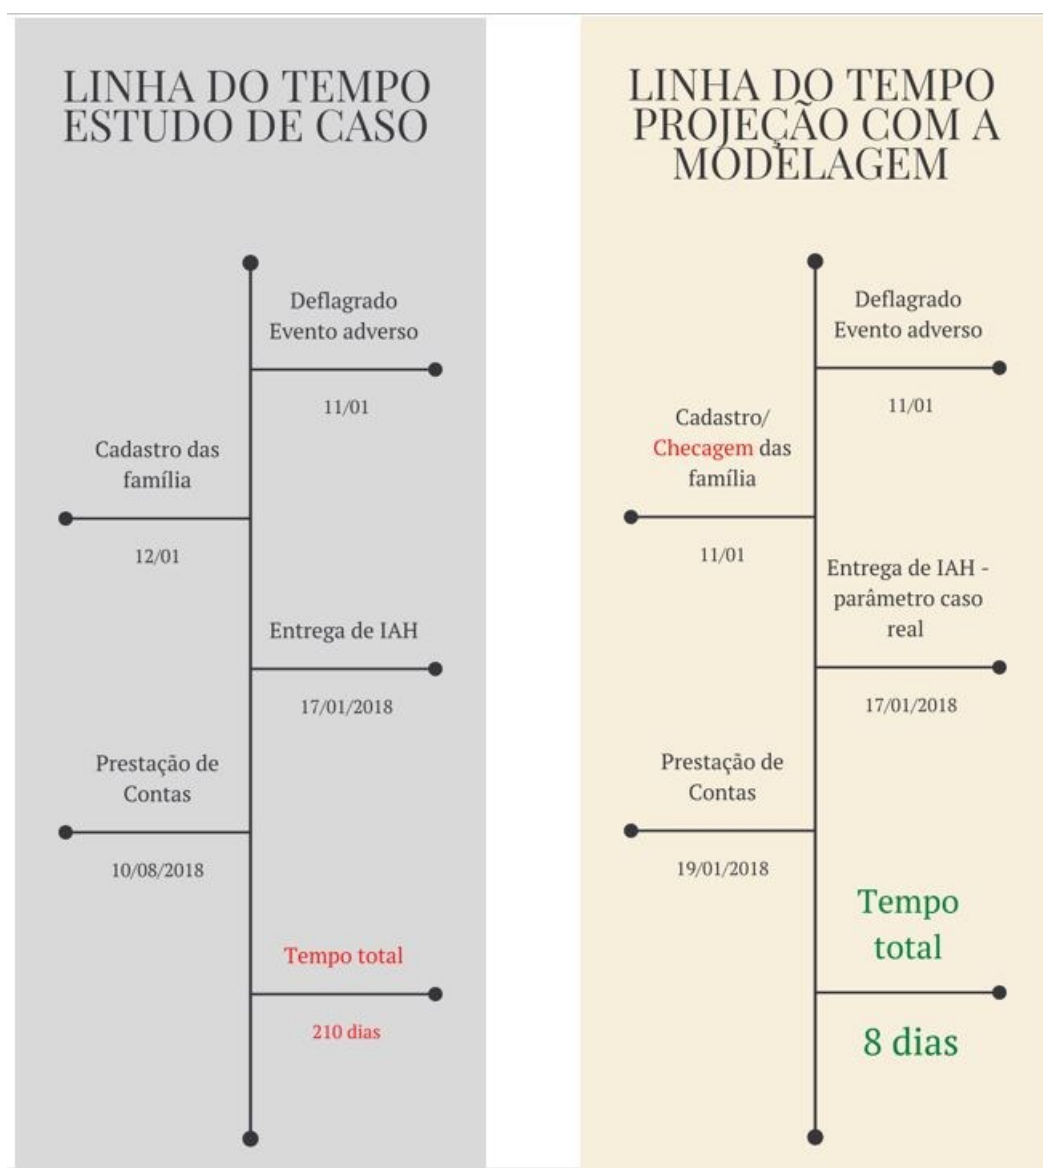 LINHA DO TEMPO
ESTUDO DE CASO
Deflagrado
Evento adverso
11/01
Cadastro das
família
12/01
Entrega de IAH
17/01/2018
Prestação de
Contas
10/08/2018
Tempo total
210 dias
LINHA DO TEMPO
PROJEÇÃO COM A
MODELAGEM
Deflagrado
Evento adverso
11/01
Cadastro/
Checagem das
família
11/01
Entrega de IAH -
parâmetro caso
real
17/01/2018
Prestação de
Contas
19/01/2018
Tempo
total
8 dias